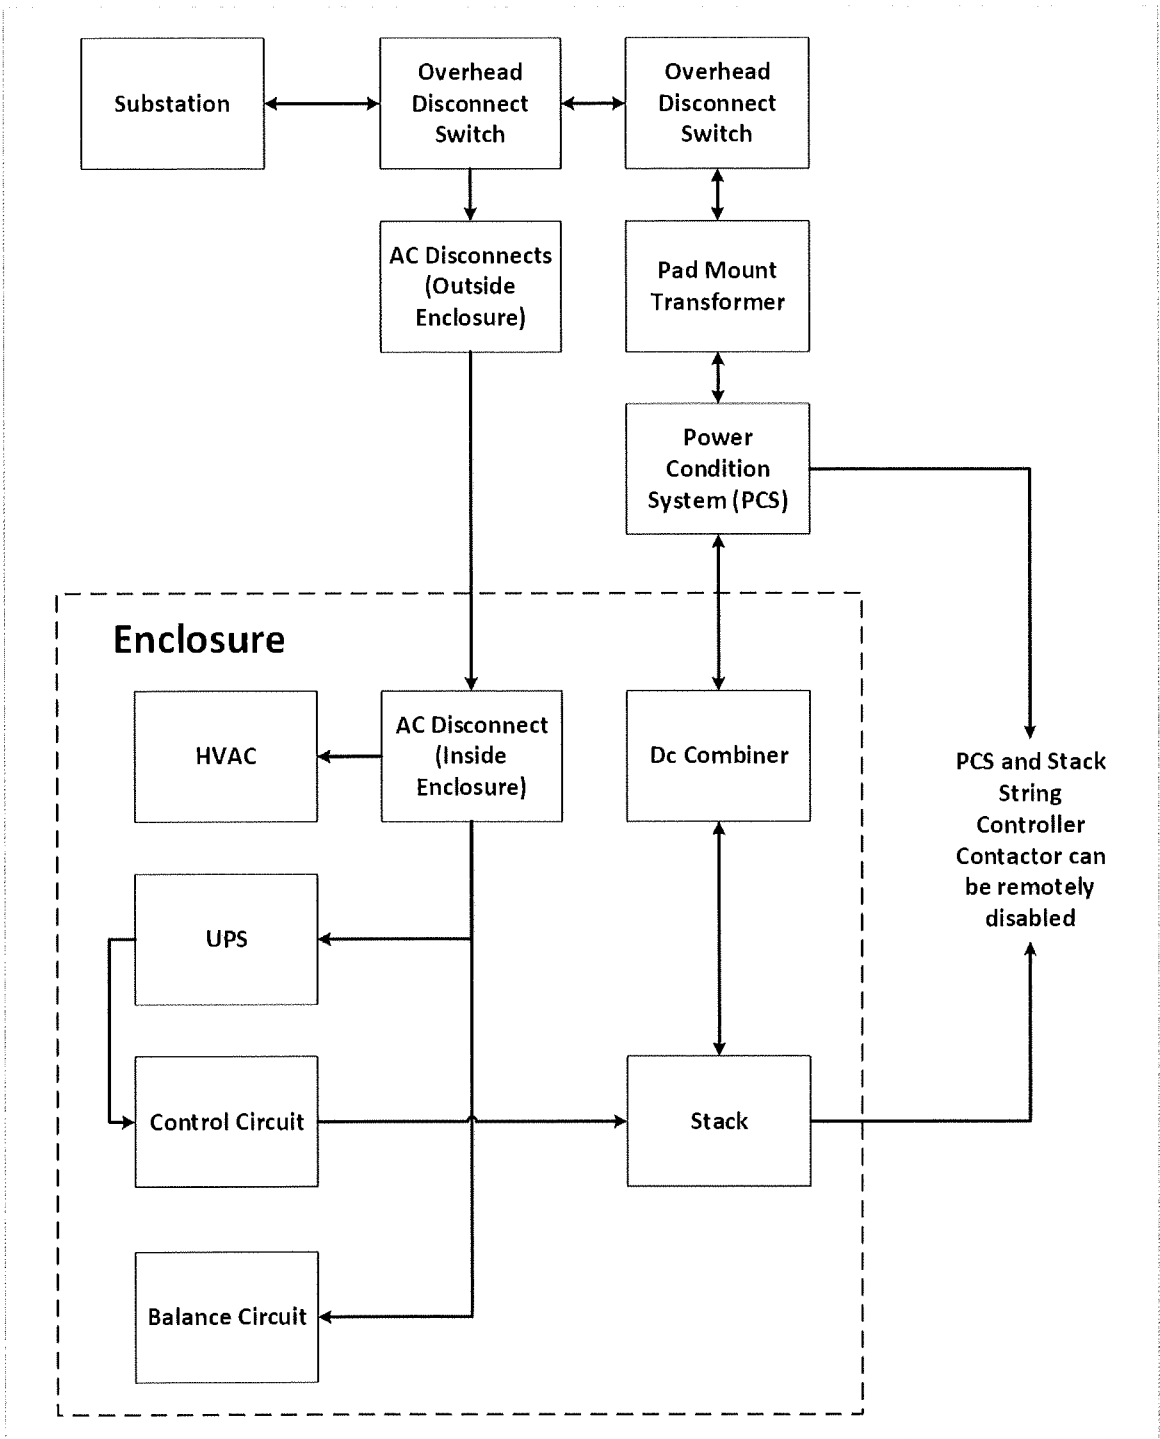 Substation
Overhead
Disconnect
Switch
Overhead
Disconnect
Switch
AC Disconnects
(Outside
Enclosure)
Pad Mount
Transformer
Power
Condition
System (PCS)
Enclosure
HVAC
AC Disconnect
(Inside
Enclosure)
Dc Combiner
PCS and Stack
String
Controller
Contactor can
be remotely
disabled
UPS
Control Circuit
Stack
Balance Circuit